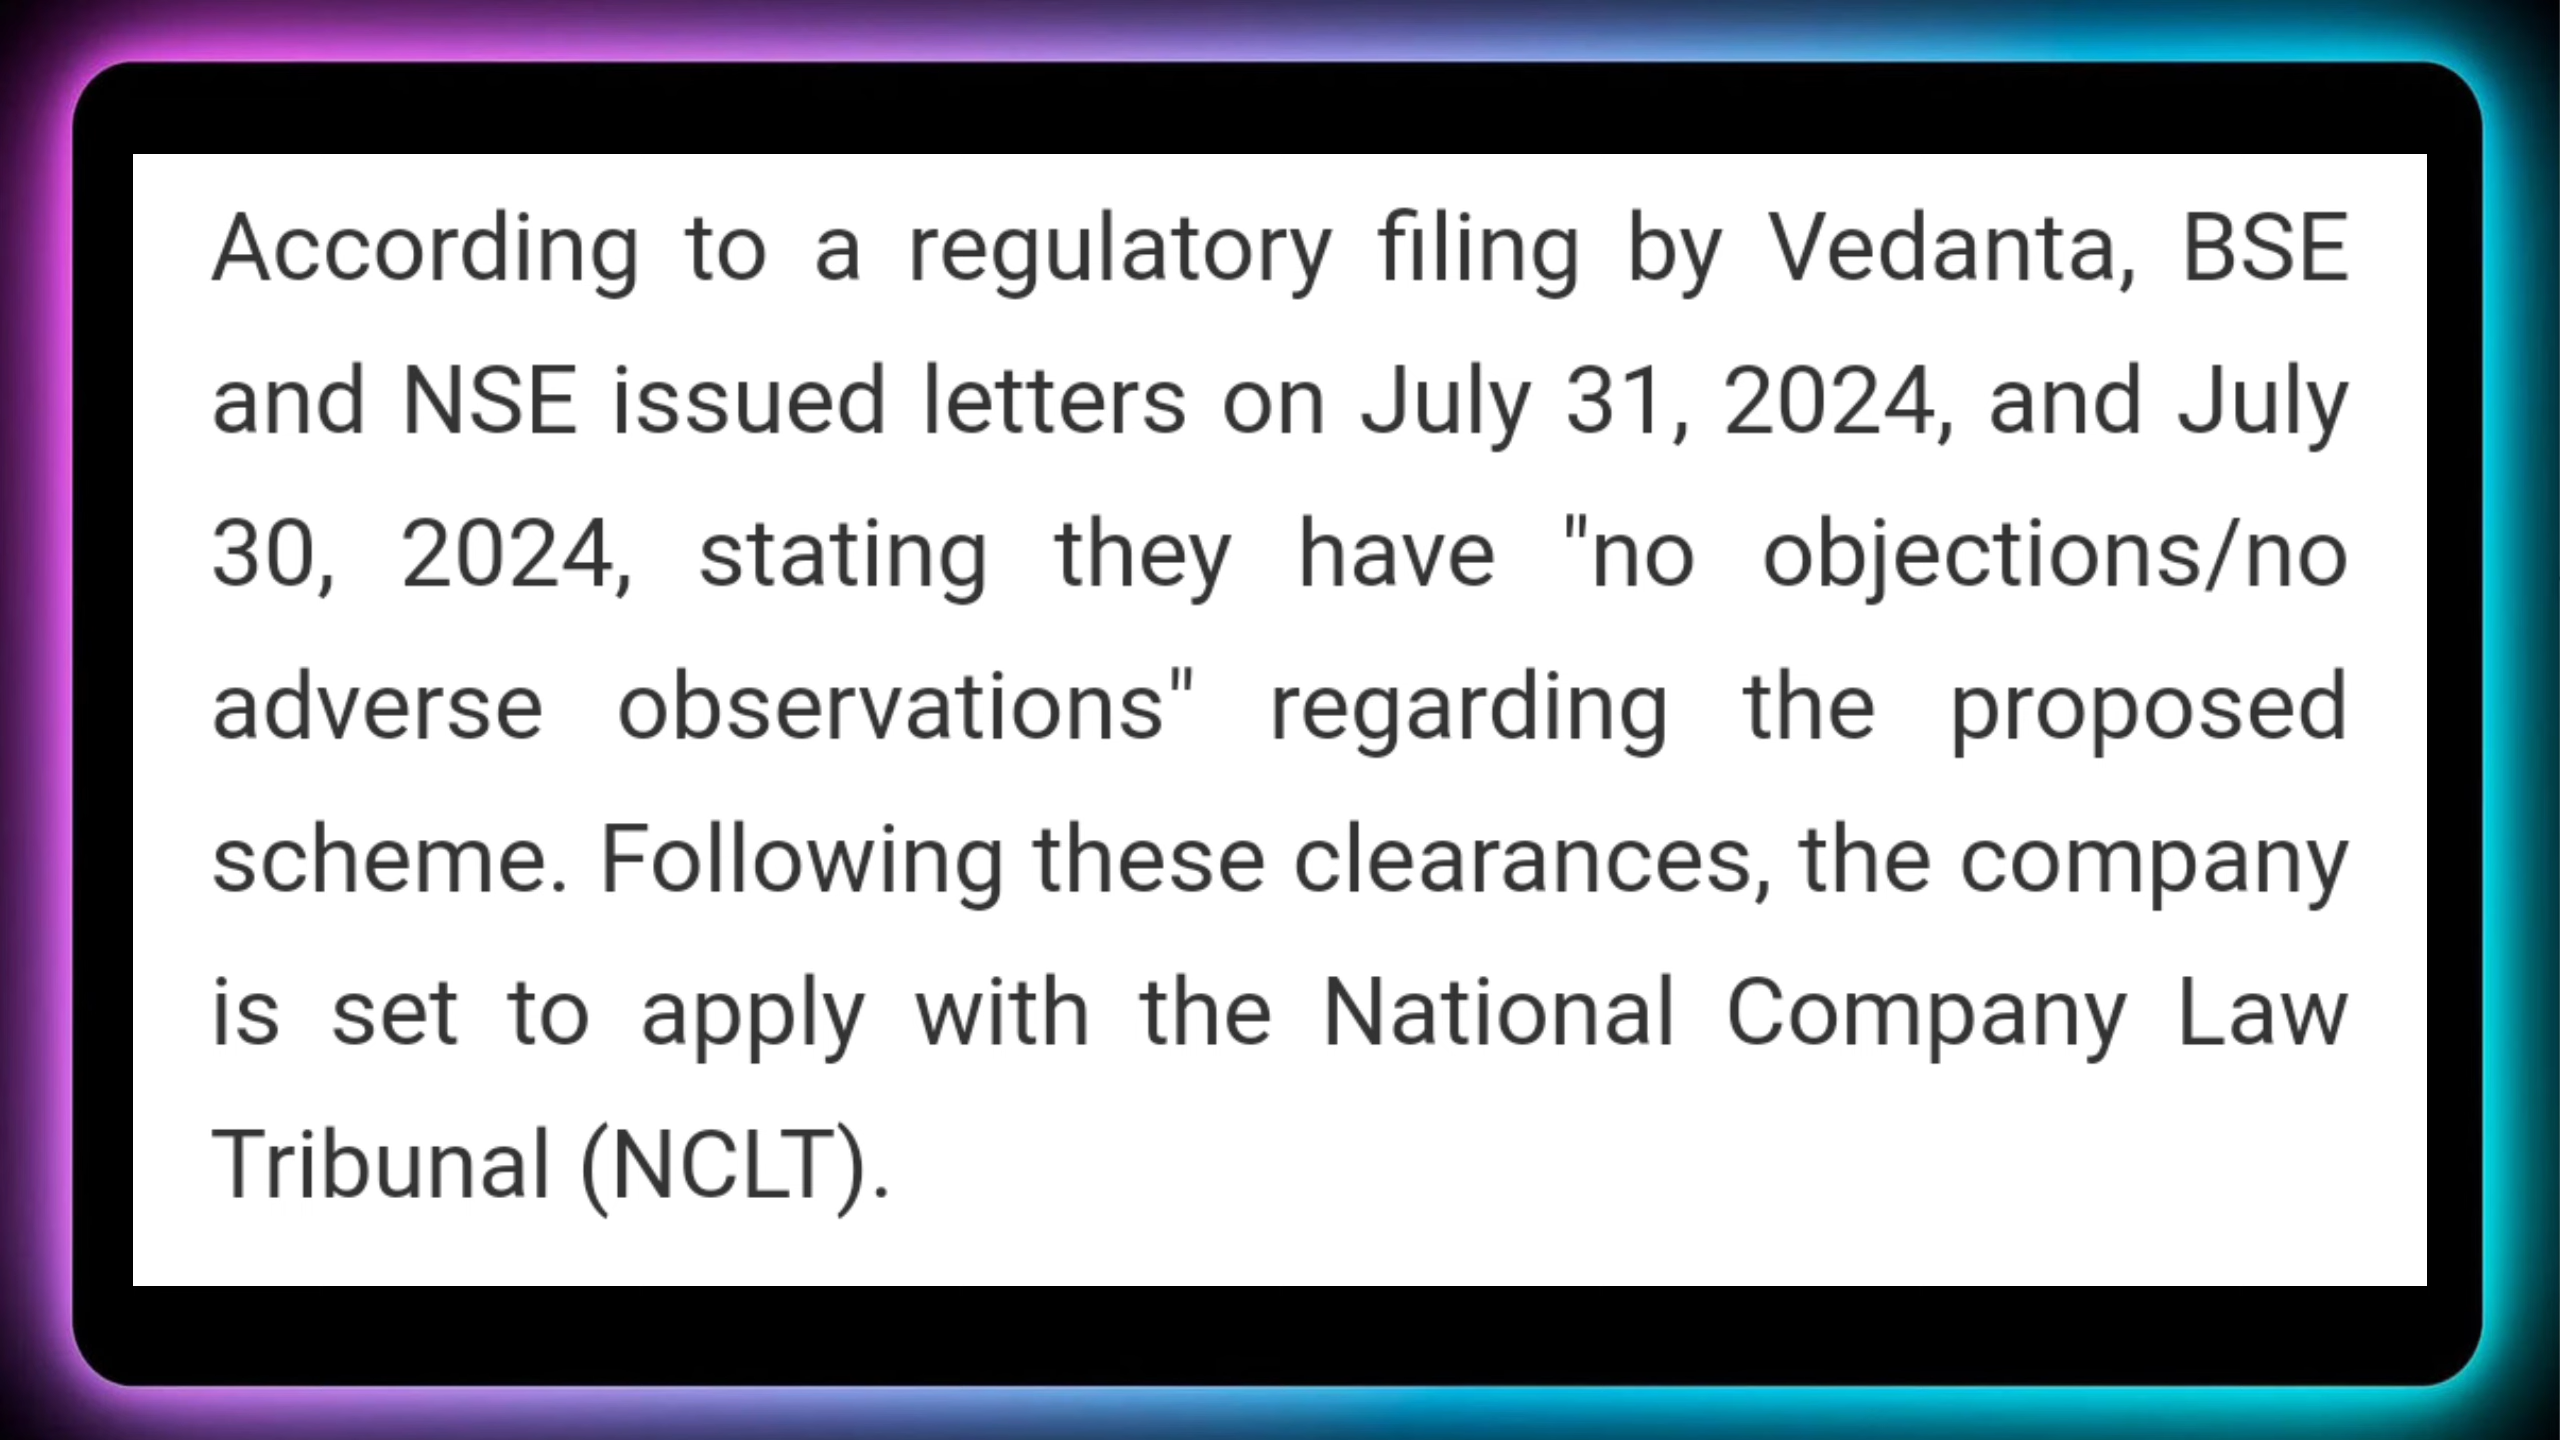 According to a regulatory filing by Vedanta, BSE
and NSE issued letters on July 31, 2024, and July
30, 2024, stating they have "no objections/no
adverse observations" regarding the proposed
scheme. Following these clearances, the company
is set to apply with the National Company Law
Tribunal (NCLT).